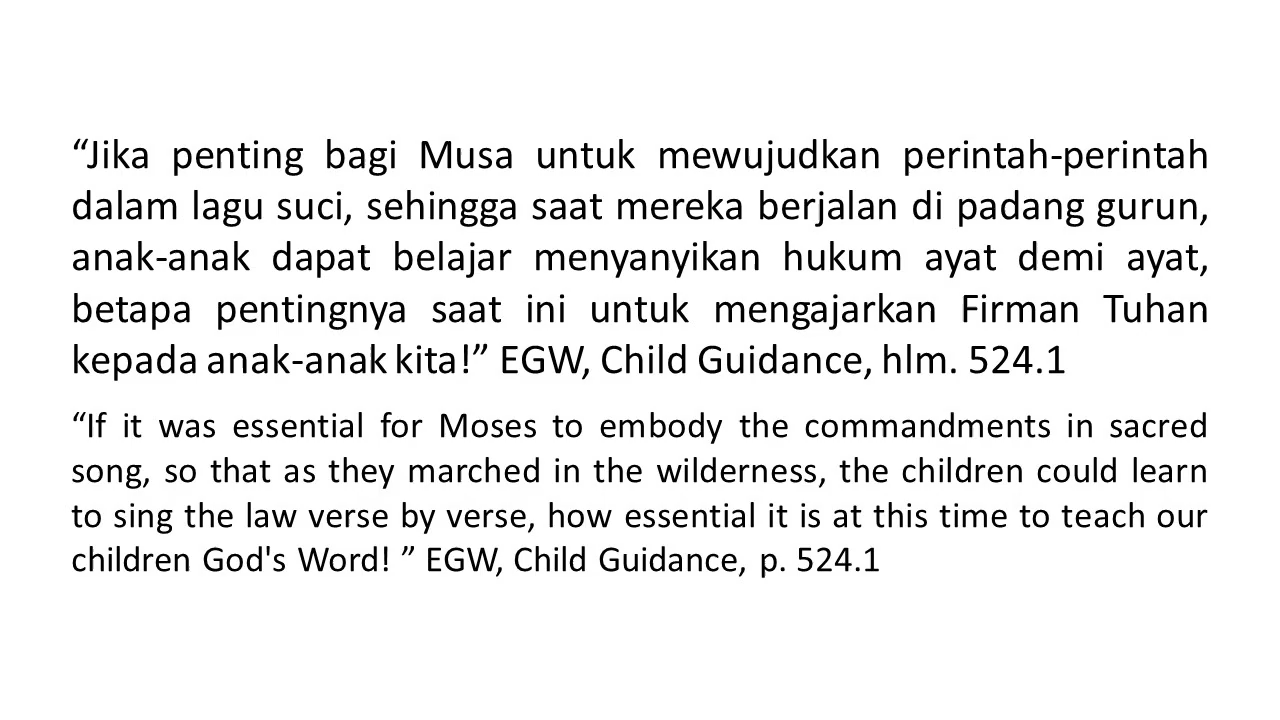 “Jika penting bagi Musa untuk mewujudkan perintah-perintah
dalam lagu suci, sehingga saat mereka berjalan di padang gurun,
anak-anak dapat belajar menyanyikan hukum ayat demi ayat,
betapa pentingnya saat ini untuk mengajarkan Firman Tuhan
kepada anak-anak kita!” EGW, Child Guidance, hlm. 524.1
“If it was essential for Moses to embody the commandments in sacred
song, so that as they marched in the wilderness, the children could learn
to sing the law verse by verse, how essential it is at this time to teach our
children God's Word! ” EGW, Child Guidance, p. 524.1